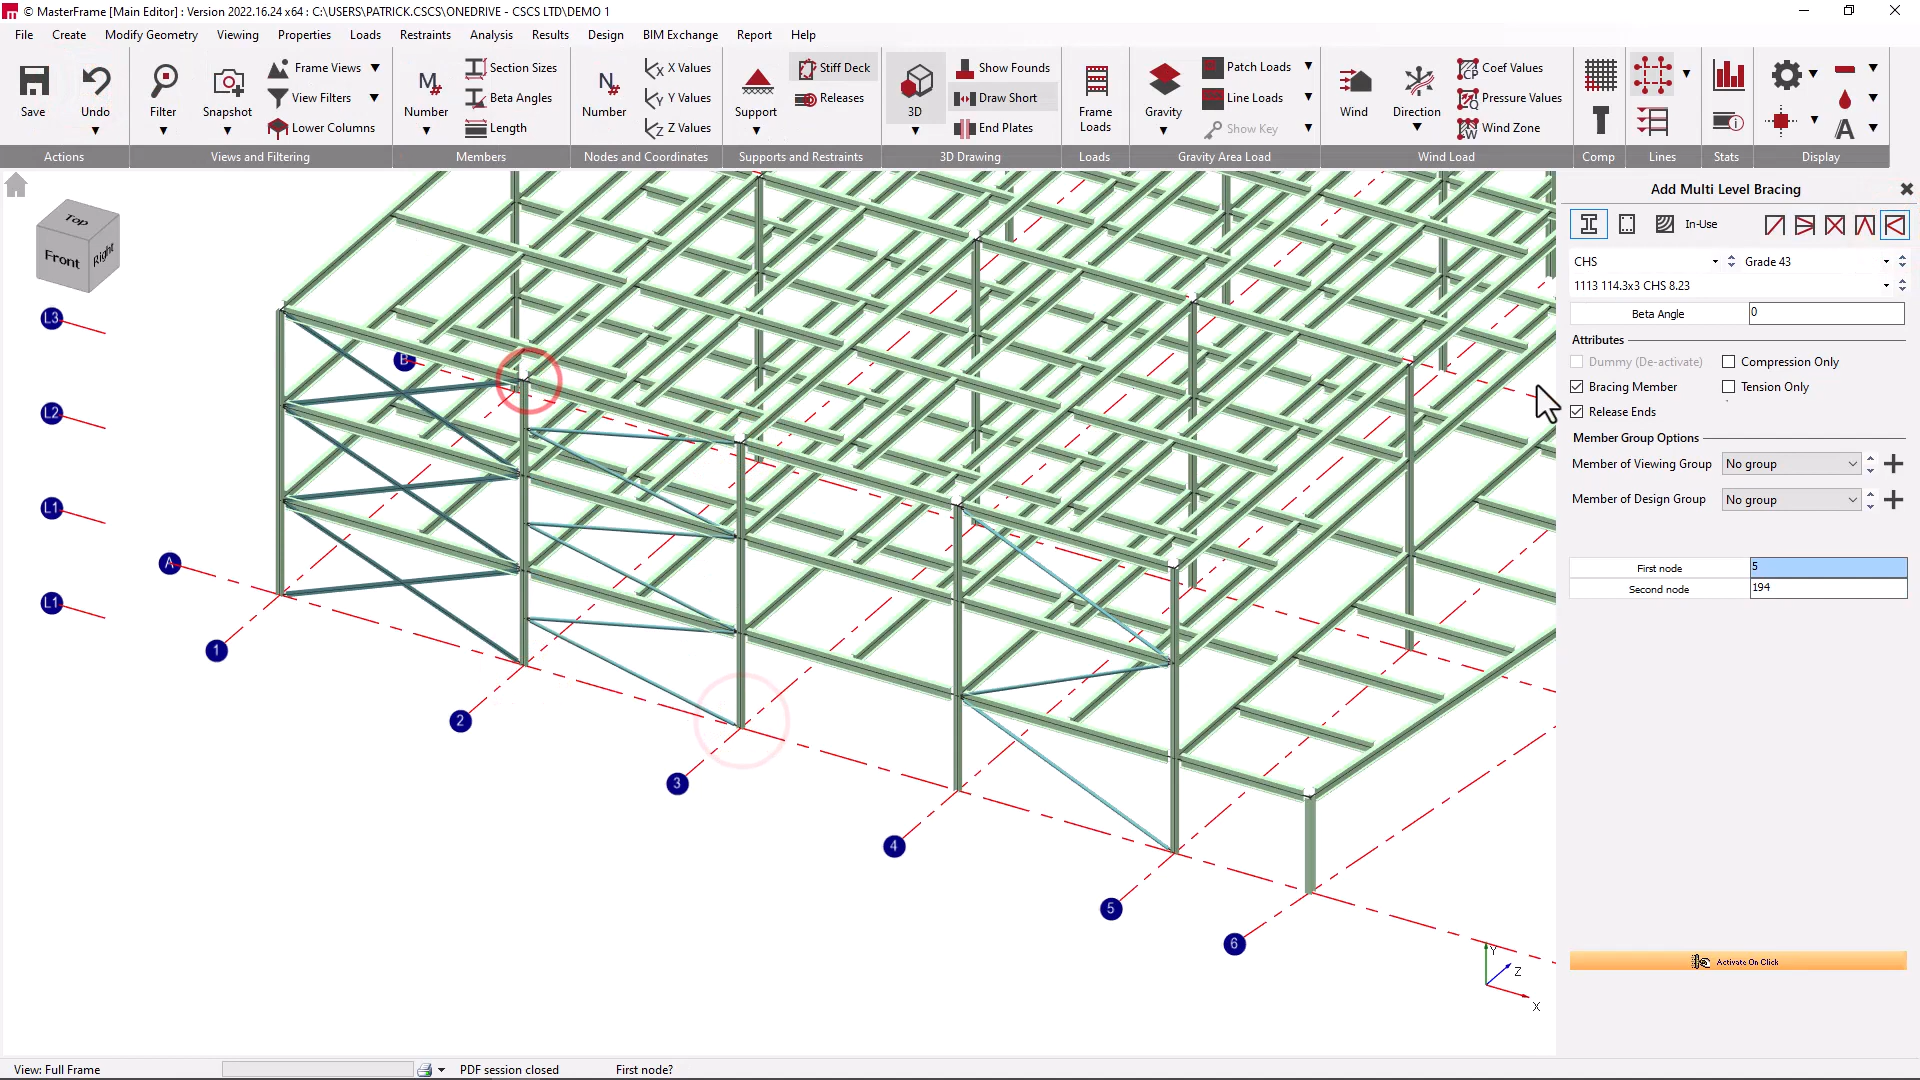 © MasterFrame [Main Editor] : Version 2022.16.24 x64 : C:\USERS\PATRICK.CSCS\ONEDRIVE - CSCS LTD\DEMO 1
File Create Modify Geometry Viewing Properties Loads Restraints Analysis Results Design BIM Exchange Report Help
Save
Undo
Actions
Filter
Snapshot
Frame Views
View Filters
Lower Columns
Views and Filtering
Number
Section Sizes
Beta Angles
Length
Members
Number
X Values
Y Values
Z Values
Nodes and Coordinates
Support
Stiff Deck
Releases
Supports and Restraints
3D
Show Founds
Draw Short
End Plates
3D Drawing
Frame
Loads
Loads
Gravity
Patch Loads
Line Loads
Show Key
Gravity Area Load
Wind
Direction
Coef Values
Pressure Values
Wind Zone
Wind Load
Comp
Lines
Stats
Display
Top
Front
Right
L3
L2
L1
L1
A
B
1
2
3
4
5
6
Y
Z
X
Add Multi Level Bracing
In-Use
CHS
Grade 43
1113 114.3x3 CHS 8.23
Beta Angle 0
Attributes
Dummy (De-activate) Compression Only
Bracing Member Tension Only
Release Ends
Member Group Options
Member of Viewing Group No group
Member of Design Group No group
First node 5
Second node 194
Activate On Click
View: Full Frame PDF session closed First node?